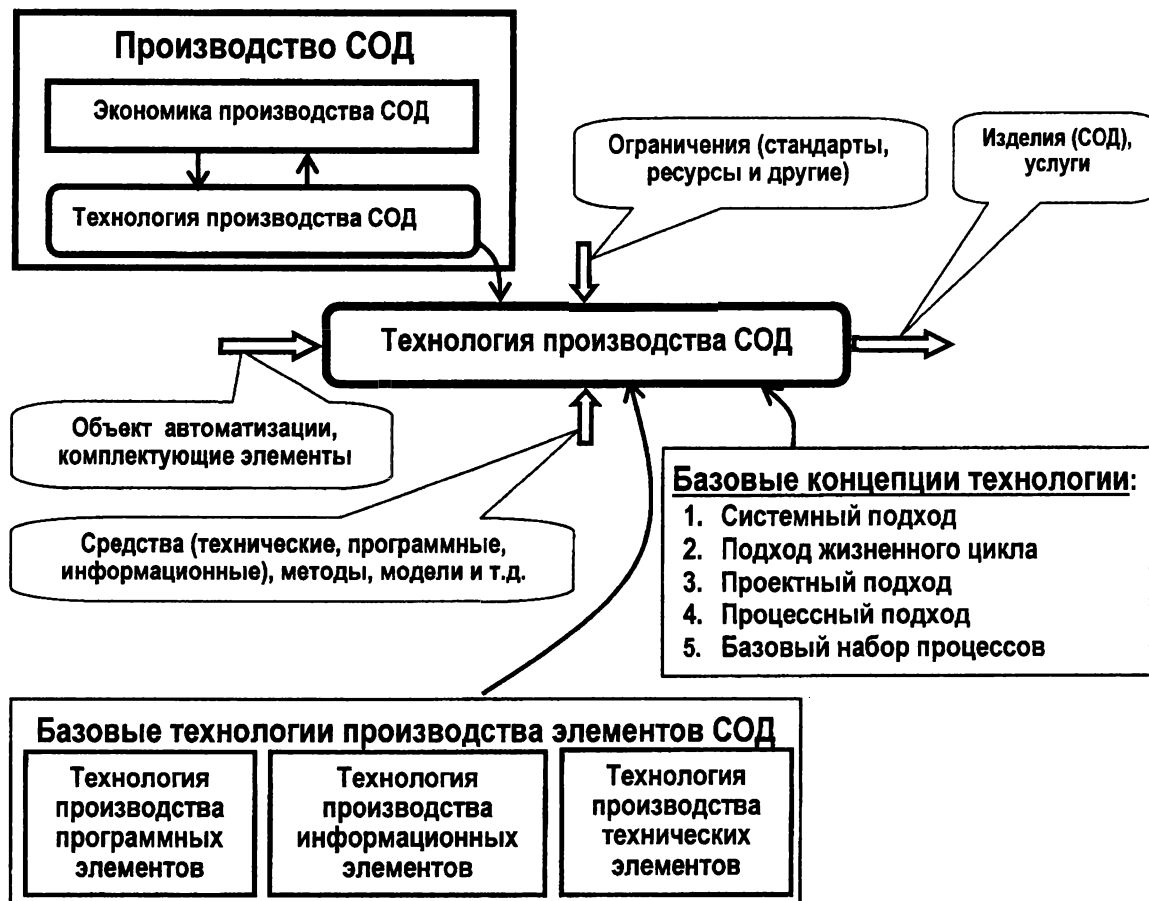 Производство СОД
Экономика производства СОД
Технология производства СОД
Ограничения (стандарты,
ресурсы и другие)
Изделия (СОД),
услуги
Технология производства СОД
Объект автоматизации,
комплектующие элементы
Средства (технические, программные,
информационные), методы, модели и т.д.
Базовые концепции технологии:
1. Системный подход
2. Подход жизненного цикла
3. Проектный подход
4. Процессный подход
5. Базовый набор процессов
Базовые технологии производства элементов СОД
Технология
производства
программных
элементов
Технология
производства
информационных
элементов
Технология
производства
технических
элементов